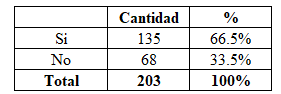 Cantidad %
Si 135 66.5%
No 68 33.5%
Total 203 100%